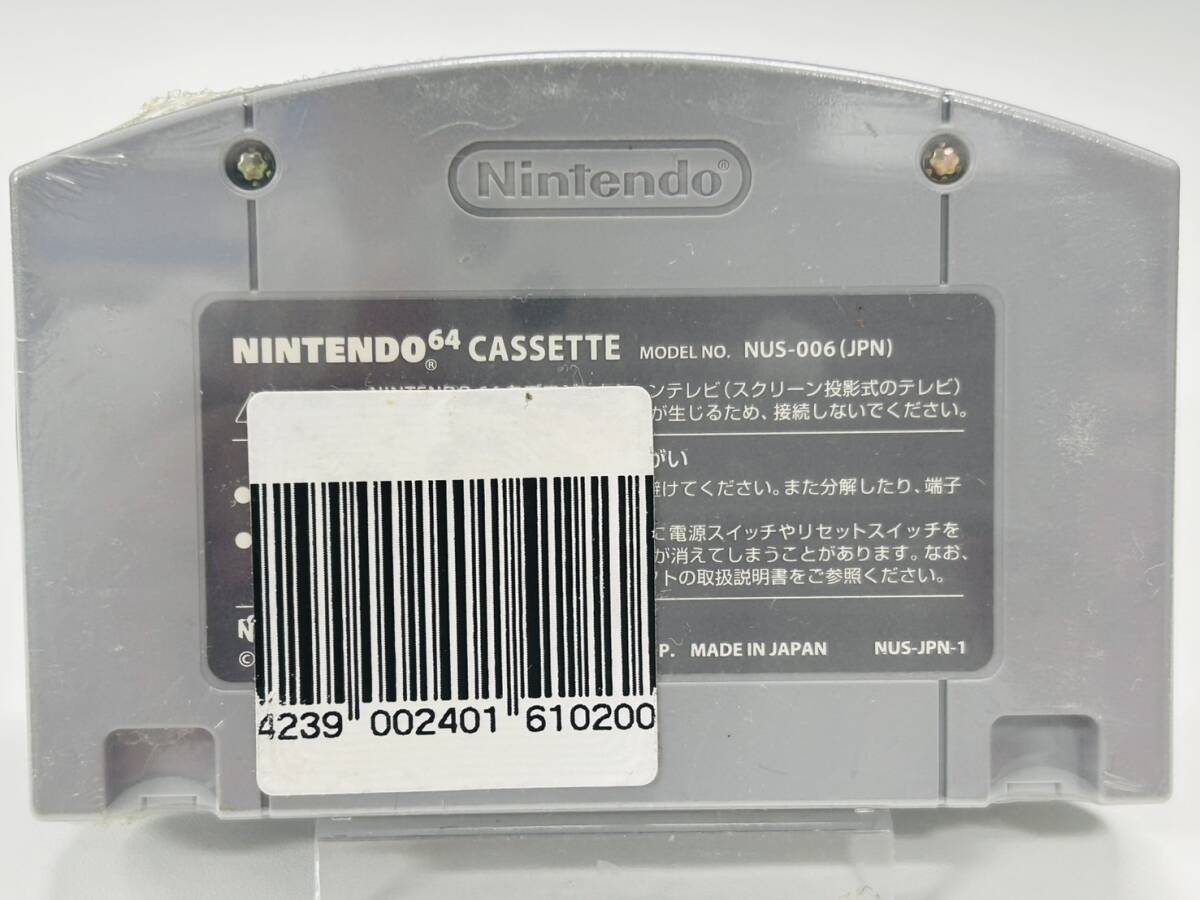 Nintendo®
NINTENDO64® CASSETTE MODEL NO. NUS-006(JPN)
ンテレビ(スクリーン投影式のテレビ)
が生じるため、接続しないでください。
がい
避けてください。また分解したり、端子
に電源スイッチやリセットスイッチを
が消えてしまうことがあります。なお、
フトの取扱説明書をご参照ください。
© P. MADE IN JAPAN NUS-JPN-1
4239 002401 610200